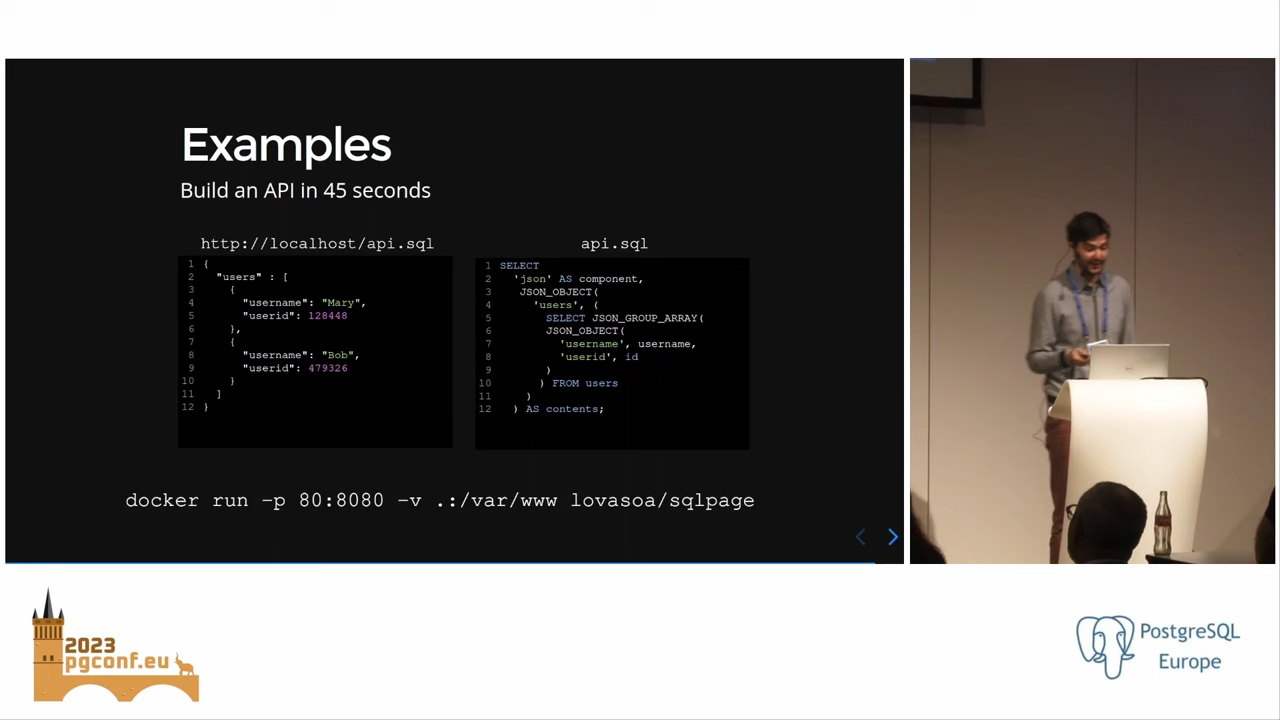 Examples
Build an API in 45 seconds
http://localhost/api.sql
1 {
2 "users" : [
3 {
4 "username": "Mary",
5 "userid": 128448
6 },
7 {
8 "username": "Bob",
9 "userid": 479326
10 }
11 ]
12 }
api.sql
1 SELECT
2 'json' AS component,
3 JSON_OBJECT(
4 'users', (
5 SELECT JSON_GROUP_ARRAY(
6 JSON_OBJECT(
7 'username', username,
8 'userid', id
9 )
10 ) FROM users
11 )
12 ) AS contents;
docker run -p 80:8080 -v .:/var/www lovasoa/sqlpage
2023
pgconf.eu
PostgreSQL
Europe